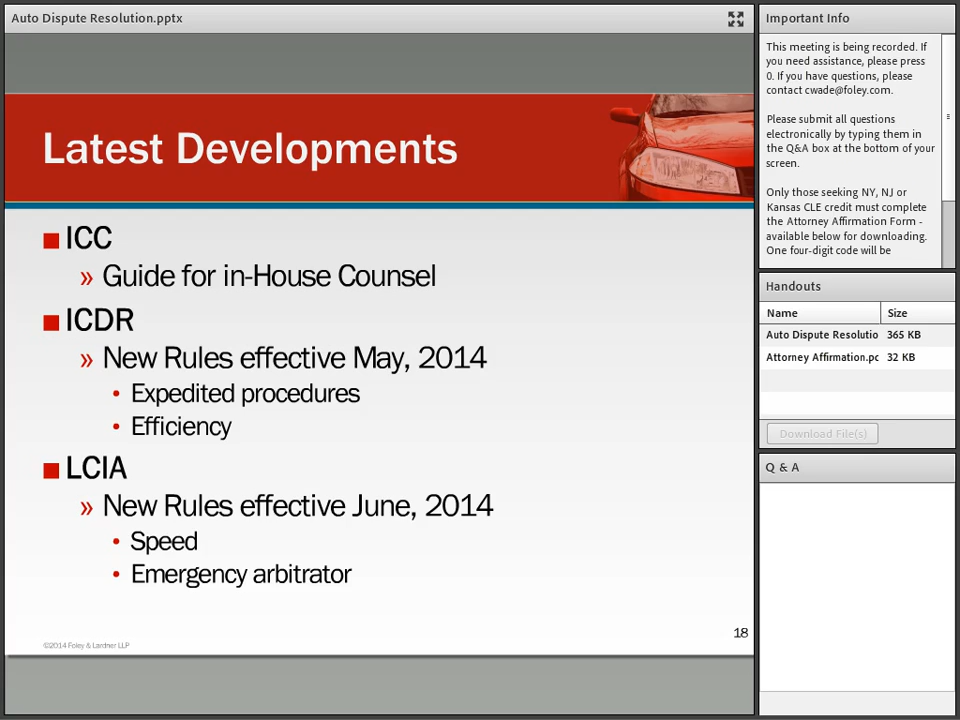 Auto Dispute Resolution.pptx
Latest Developments
■ ICC
» Guide for in-House Counsel
■ ICDR
» New Rules effective May, 2014
• Expedited procedures
• Efficiency
■ LCIA
» New Rules effective June, 2014
• Speed
• Emergency arbitrator
18
©2014 Foley & Lardner LLP
Important Info
This meeting is being recorded. If
you need assistance, please press
0. If you have questions, please
contact cwade@foley.com.
Please submit all questions
electronically by typing them in
the Q&A box at the bottom of your
screen.
Only those seeking NY, NJ or
Kansas CLE credit must complete
the Attorney Affirmation Form -
available below for downloading.
One four-digit code will be
Handouts
Name Size
Auto Dispute Resolutio 365 KB
Attorney Affirmation.pc 32 KB
Download File(s)
Q & A